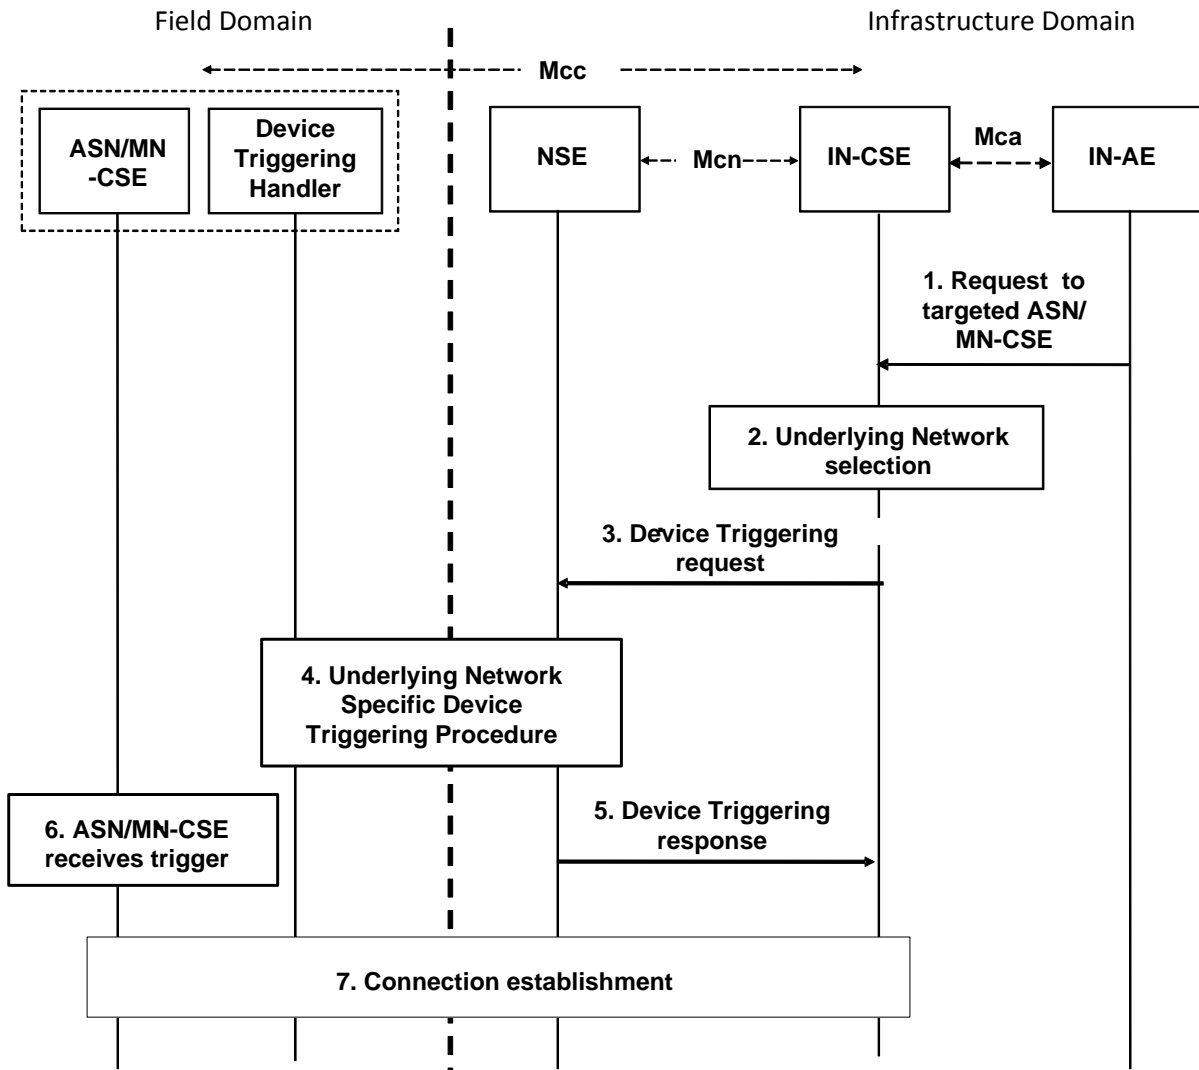 Field Domain
Infrastructure Domain
Mcc
ASN/MN
-CSE
Device
Triggering
Handler
NSE
Mcn
IN-CSE
Mca
IN-AE
1. Request to
targeted ASN/
MN-CSE
2. Underlying Network
selection
3. Device Triggering
request
4. Underlying Network
Specific Device
Triggering Procedure
5. Device Triggering
response
6. ASN/MN-CSE
receives trigger
7. Connection establishment